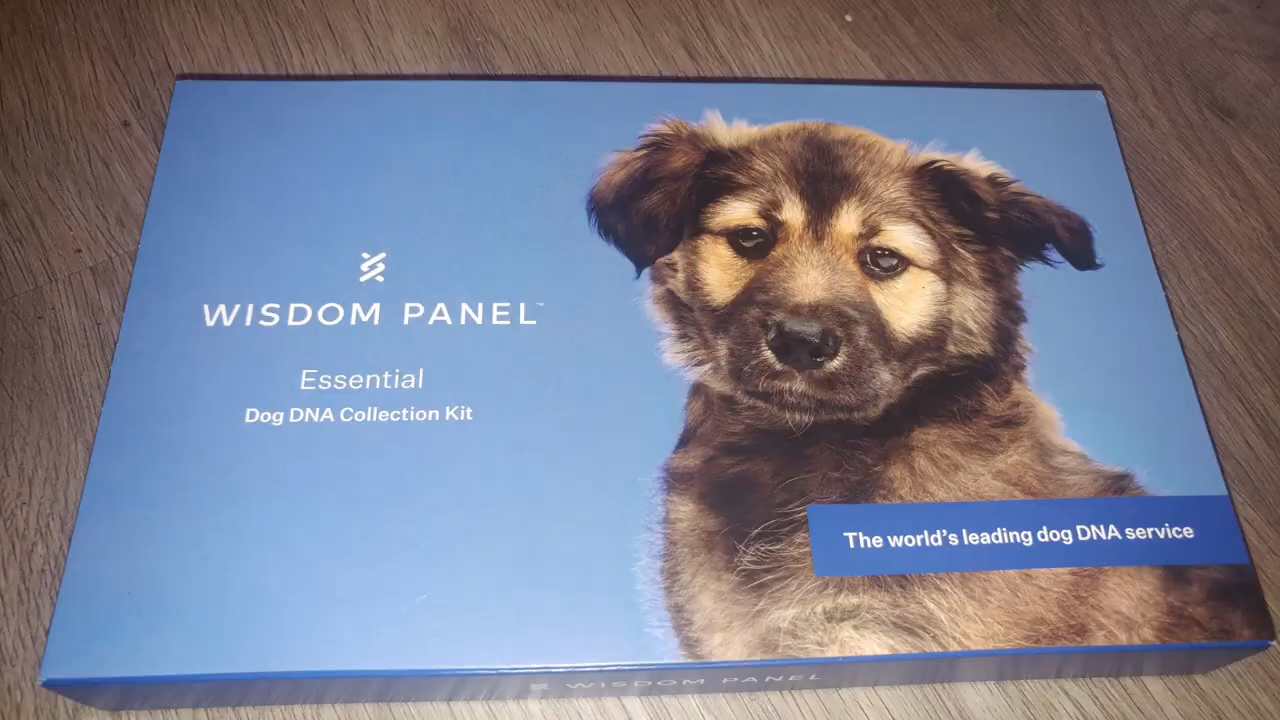 WISDOM PANEL™
Essential
Dog DNA Collection Kit
The world's leading dog DNA service
WISDOM PANEL